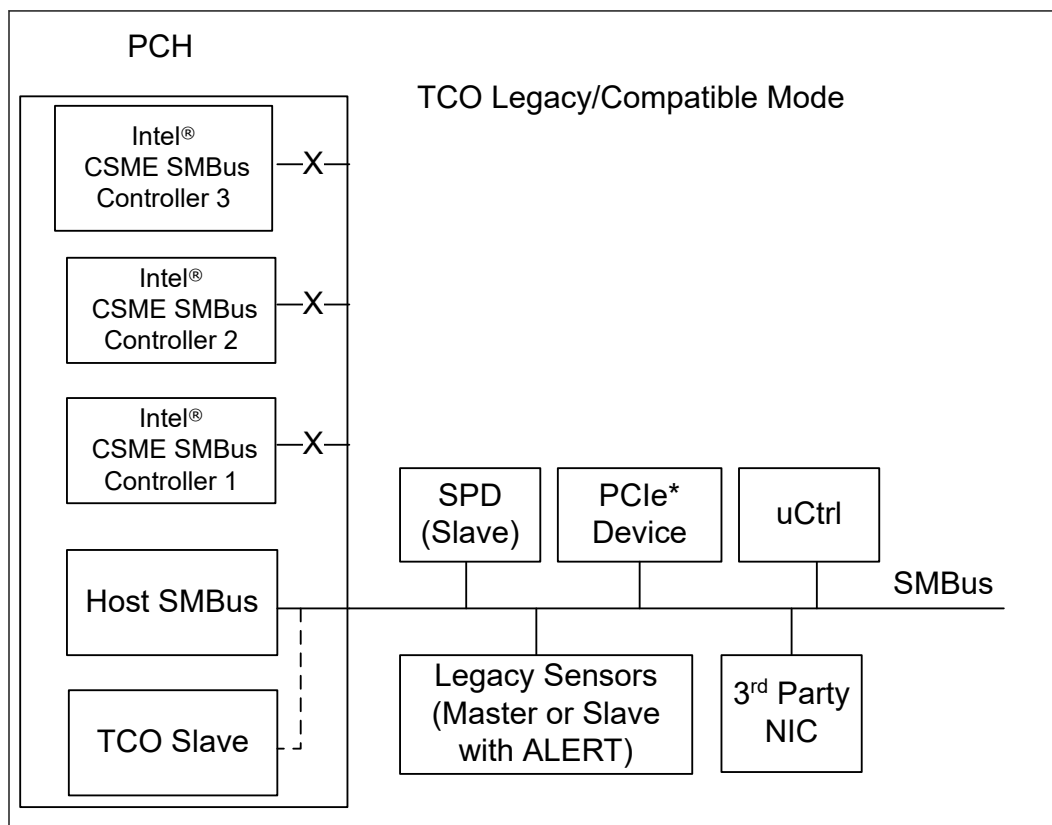 PCH
TCO Legacy/Compatible Mode
Intel®
CSME SMBus
Controller 3
X
Intel®
CSME SMBus
Controller 2
X
Intel®
CSME SMBus
Controller 1
X
SPD
(Slave)
PCIe*
Device
uCtrl
Host SMBus
SMBus
TCO Slave
Legacy Sensors
(Master or Slave
with ALERT)
3rd Party
NIC